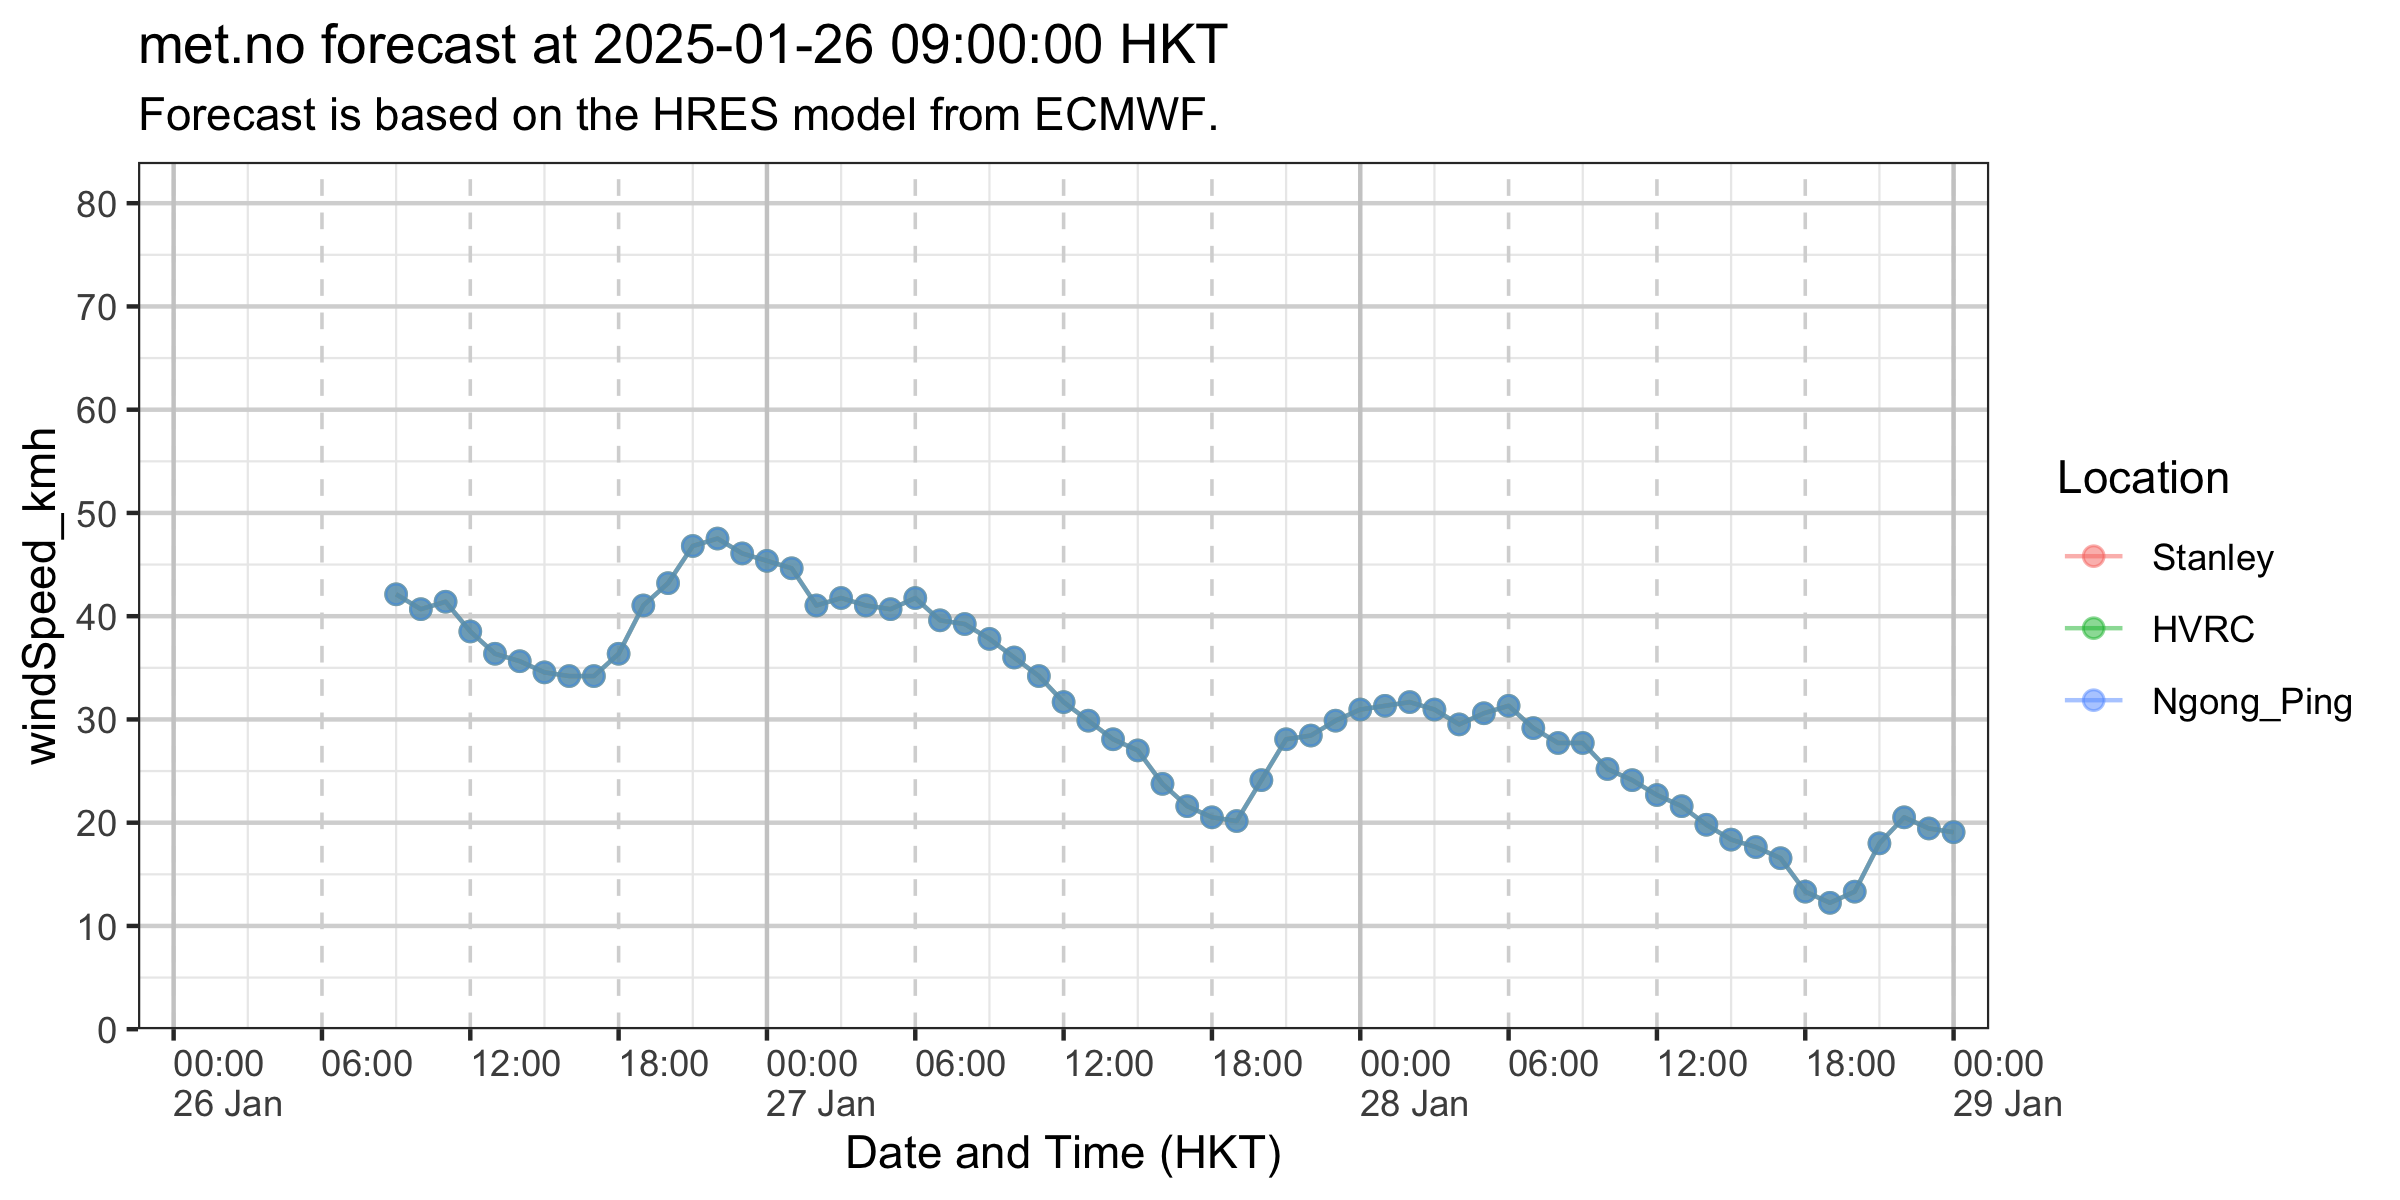 met.no forecast at 2025-01-26 09:00:00 HKT
Forecast is based on the HRES model from ECMWF.
windSpeed_kmh
80
70
60
50
40
30
20
10
0
00:00 06:00 12:00 18:00 00:00 06:00 12:00 18:00 00:00 06:00 12:00 18:00 00:00
26 Jan 27 Jan 28 Jan 29 Jan
Date and Time (HKT)
Location
Stanley
HVRC
Ngong_Ping